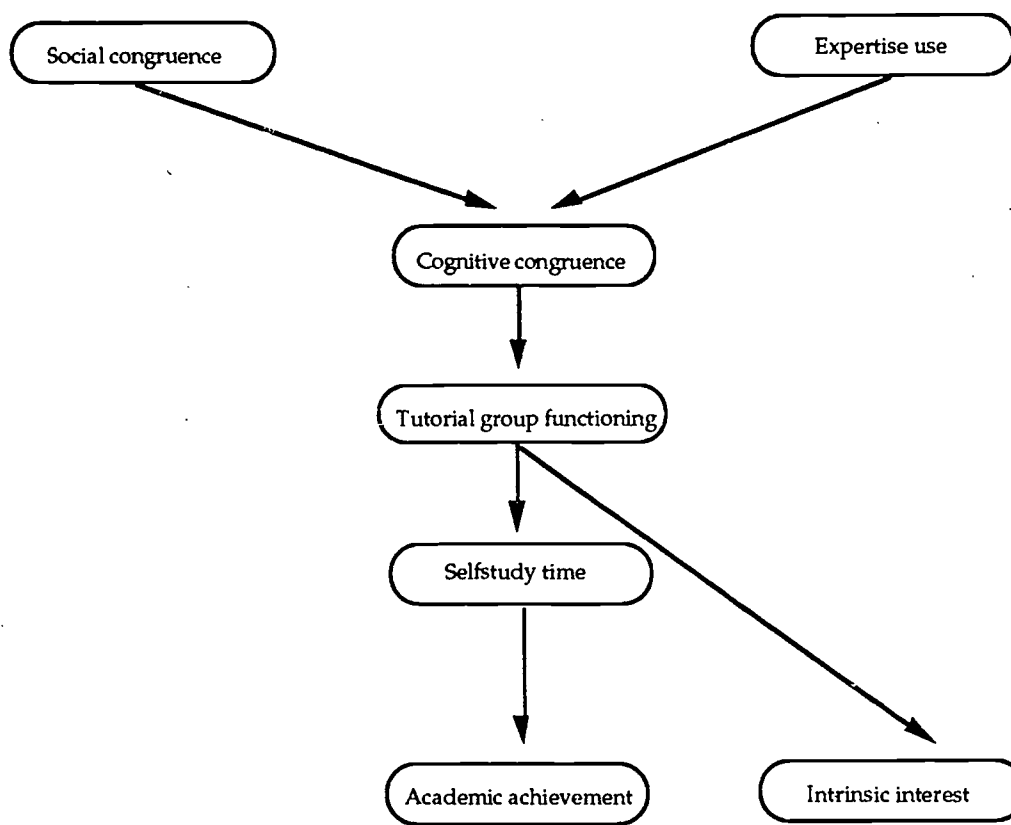 Social congruence
Expertise use
Cognitive congruence
Tutorial group functioning
Selfstudy time
Academic achievement
Intrinsic interest